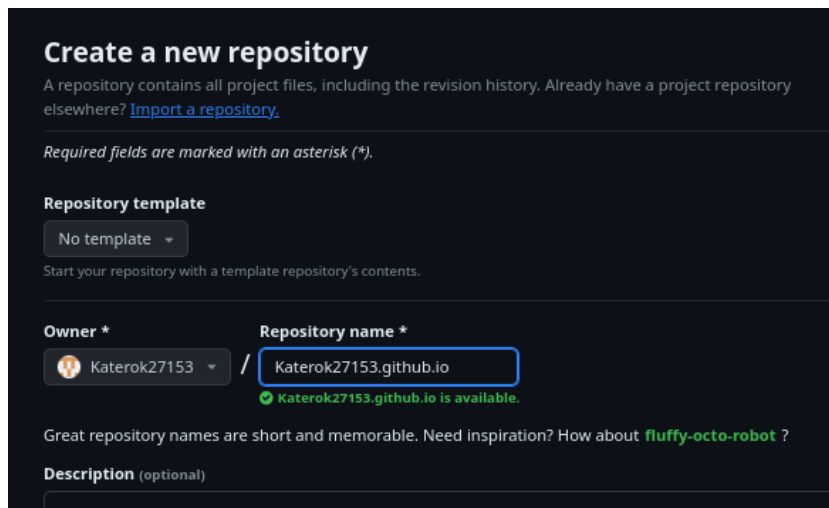 Create a new repository
A repository contains all project files, including the revision history. Already have a project repository
elsewhere? Import a repository.
Required fields are marked with an asterisk (*).
Repository template
No template
Start your repository with a template repository's contents.
Owner * Repository name *
Katerok27153 / Katerok27153.github.io
Katerok27153.github.io is available.
Great repository names are short and memorable. Need inspiration? How about fluffy-octo-robot ?
Description (optional)